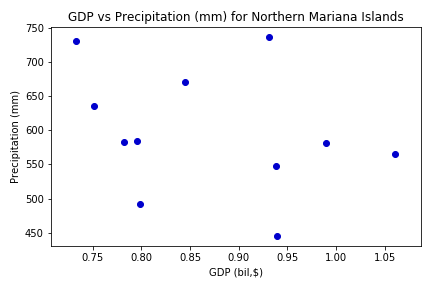 GDP vs Precipitation (mm) for Northern Mariana Islands
750
700
650
600
550
500
450
Precipitation (mm)
0.75 0.80 0.85 0.90 0.95 1.00 1.05
GDP (bil,$)